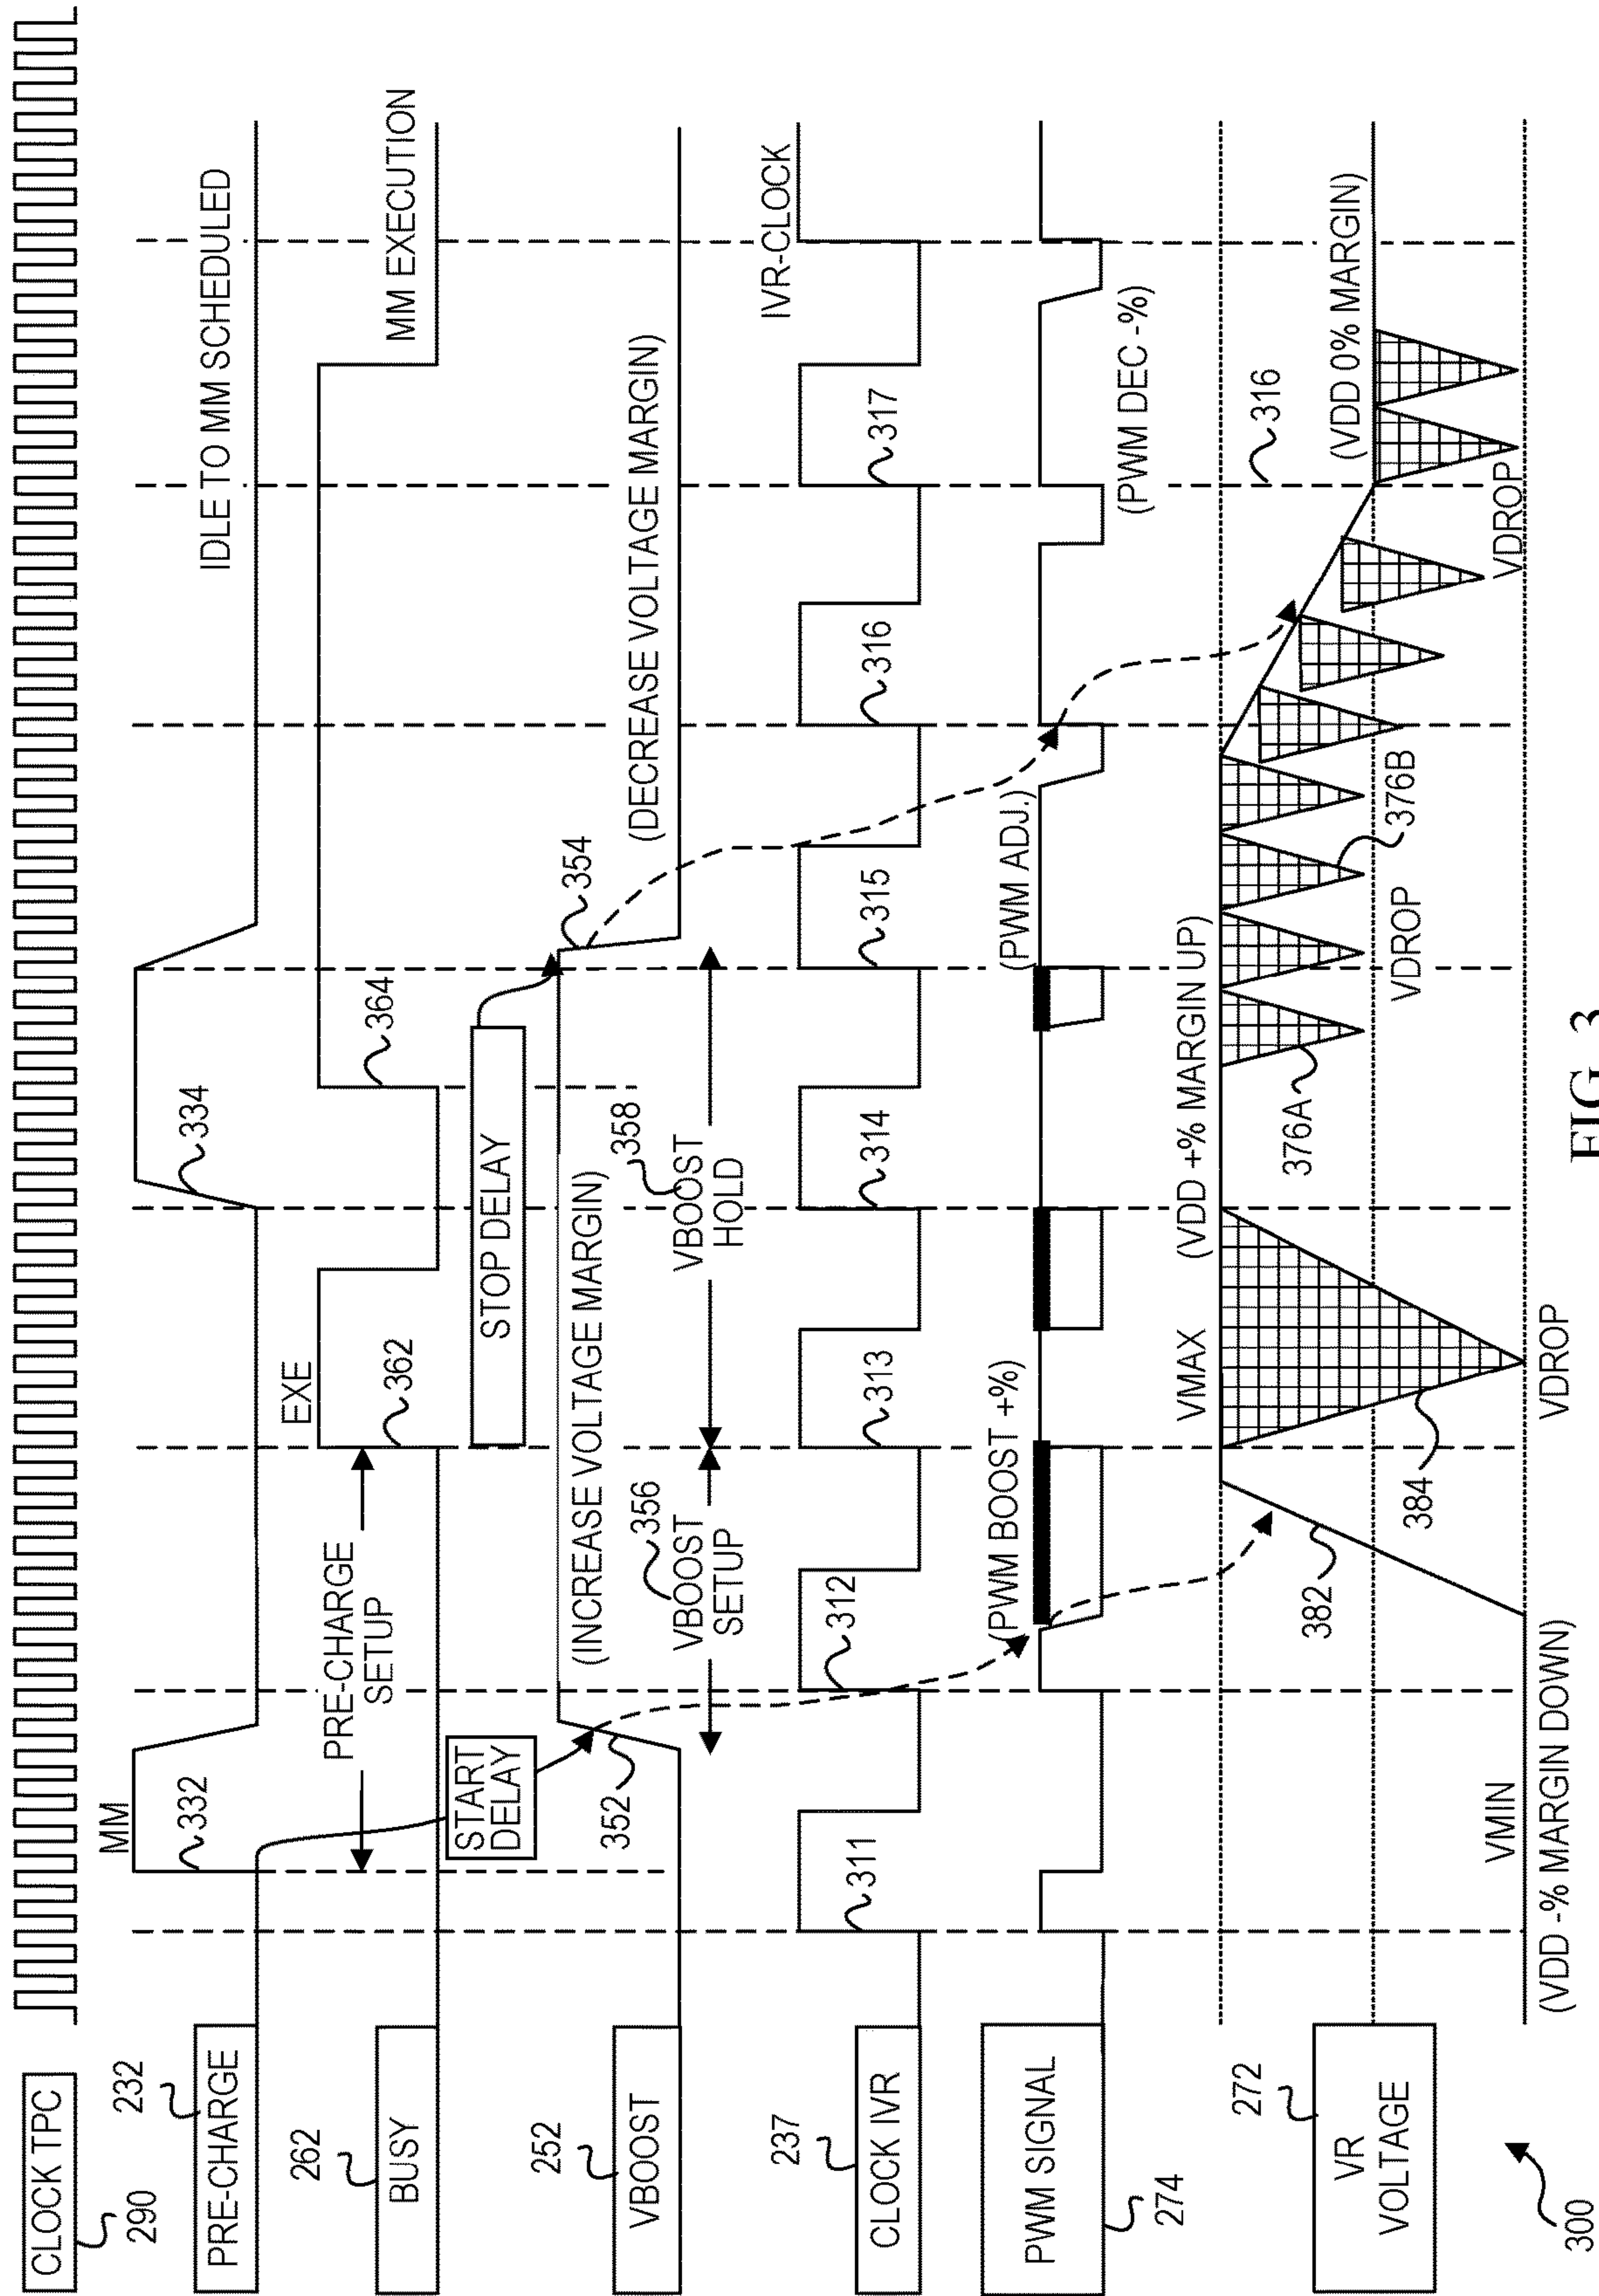 CLOCK TPC
290
232
PRE-CHARGE
MM
332
334
IDLE TO MM SCHEDULED
262
BUSY
PRE-CHARGE
SETUP
EXE
362
364
MM EXECUTION
START
DELAY
STOP DELAY
252
VBOOST
352
(INCREASE VOLTAGE MARGIN)
354
(DECREASE VOLTAGE MARGIN)
356
VBOOST
SETUP
358
VBOOST
HOLD
237
CLOCK IVR
311
312
313
314
315
316
317
IVR-CLOCK
PWM SIGNAL
274
(PWM BOOST +%)
(PWM ADJ.)
(PWM DEC -%)
272
VR
VOLTAGE
VMAX
(VDD +% MARGIN UP)
316
(VDD 0% MARGIN)
382
384
376A
376B
VDROP
VDROP
VMIN
(VDD -% MARGIN DOWN)
VDROP
300
FIG. 3